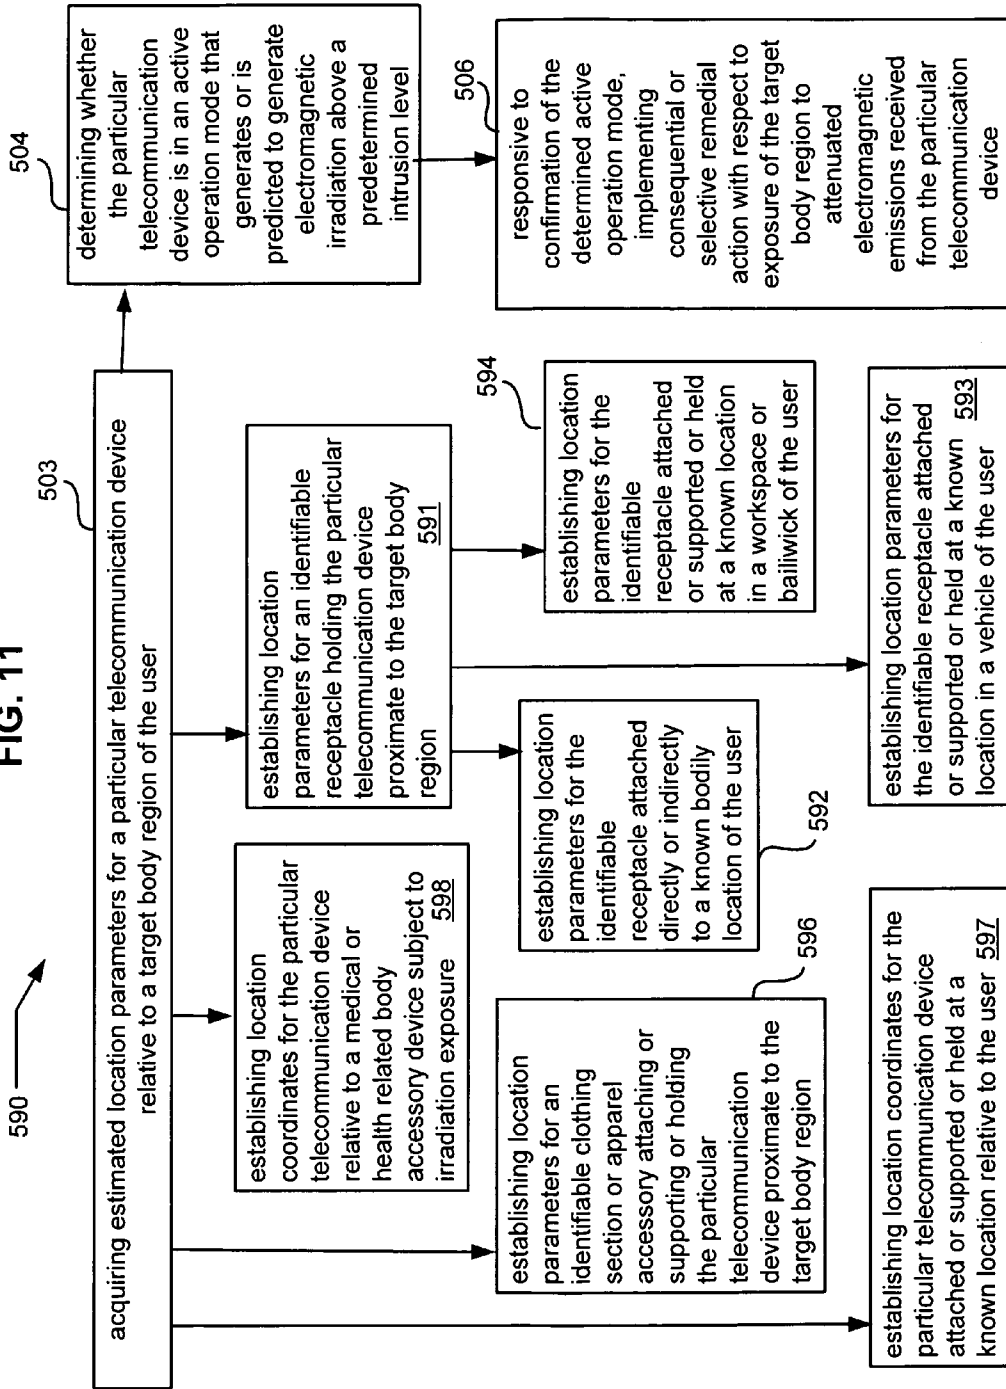 FIG. 11
590
503
acquiring estimated location parameters for a particular telecommunication device
relative to a target body region of the user
504
determining whether
the particular
telecommunication
device is in an active
operation mode that
generates or is
predicted to generate
electromagnetic
irradiation above a
predetermined
intrusion level
506
responsive to
confirmation of the
determined active
operation mode,
implementing
consequential or
selective remedial
action with respect to
exposure of the target
body region to
attenuated
electromagnetic
emissions received
from the particular
telecommunication
device
establishing location
coordinates for the particular
telecommunication device
relative to a medical or
health related body
accessory device subject to
irradiation exposure 598
establishing location
parameters for an identifiable
receptacle holding the particular
telecommunication device
proximate to the target body
region 591
establishing location
parameters for an
identifiable clothing
section or apparel
accessory attaching or
supporting or holding
the particular
telecommunication
device proximate to the
target body region
596
establishing location
parameters for the
identifiable
receptacle attached
directly or indirectly
to a known bodily
location of the user
592
594
establishing location
parameters for the
identifiable
receptacle attached
or supported or held
at a known location
in a workspace or
bailiwick of the user
establishing location coordinates for the
particular telecommunication device
attached or supported or held at a
known location relative to the user 597
establishing location parameters for
the identifiable receptacle attached
or supported or held at a known
location in a vehicle of the user 593